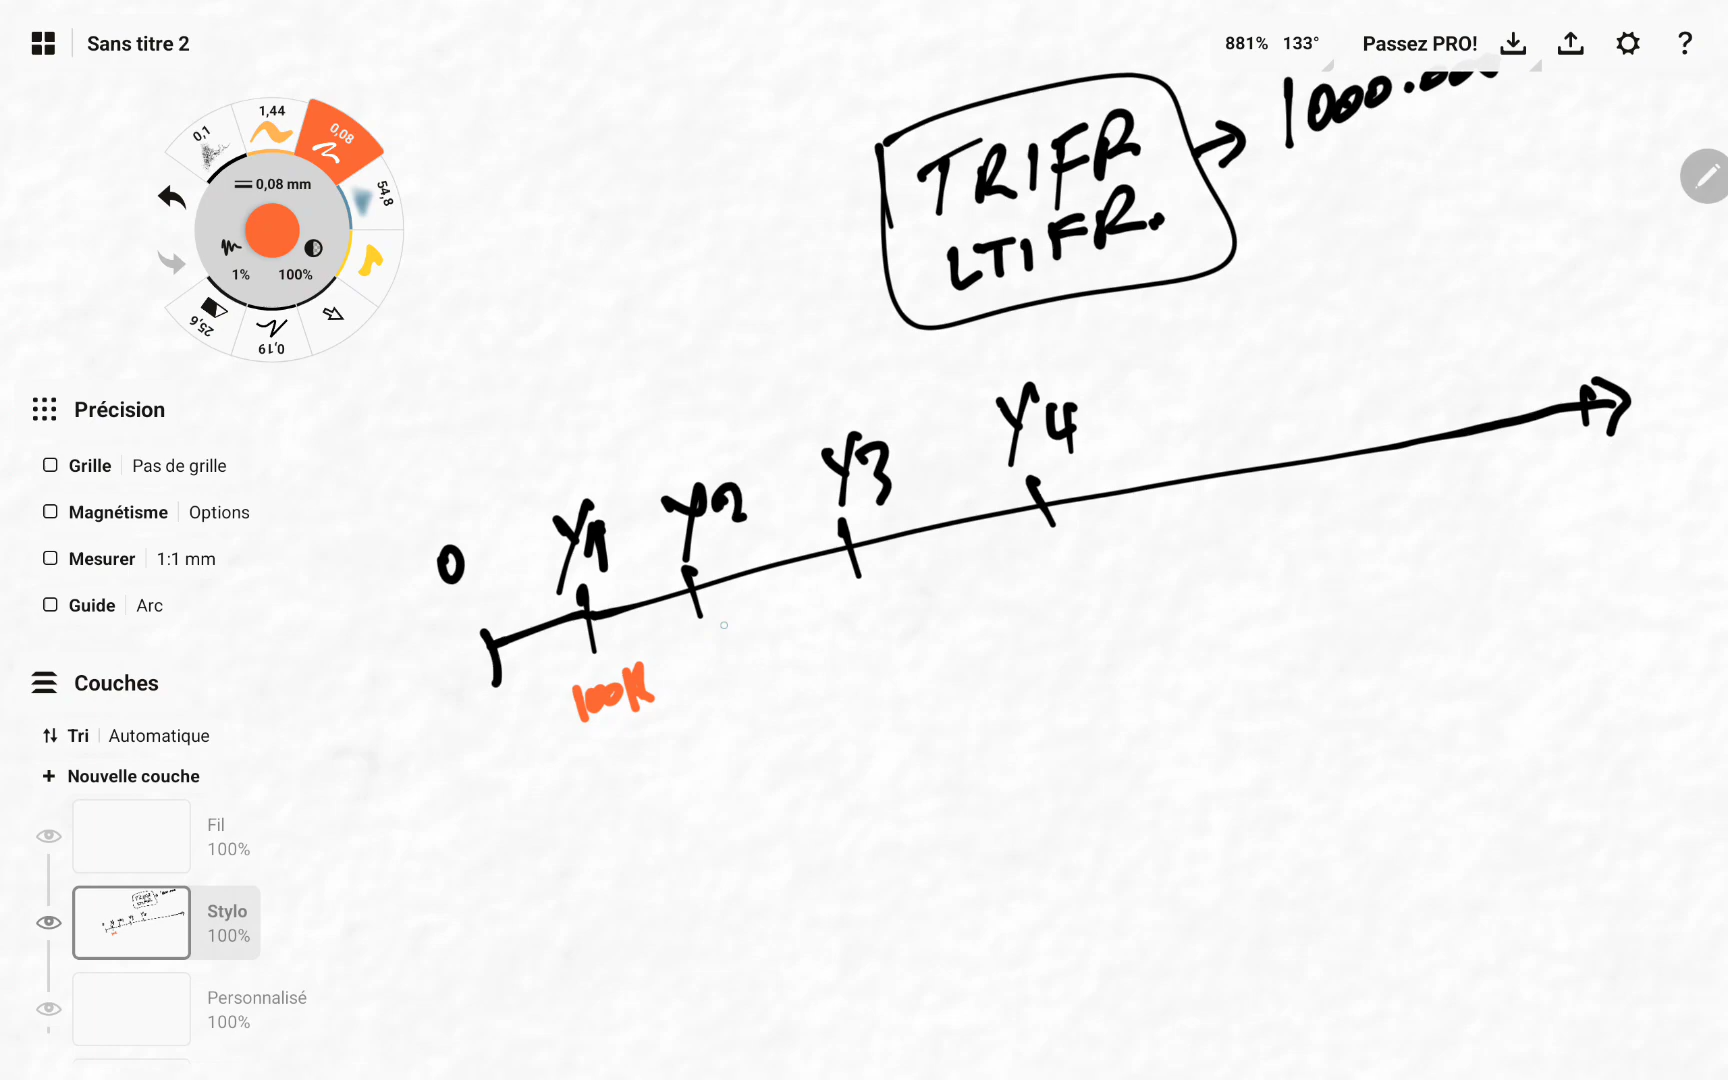 Sans titre 2
881% 133° Passez PRO!
0,1
1,44
0,08
54,8
0,08 mm
1% 100%
25,6
0,19
Précision
Grille Pas de grille
Magnétisme Options
Mesurer 1:1 mm
Guide Arc
Couches
Tri Automatique
+ Nouvelle couche
Fil
100%
Stylo
100%
Personnalisé
100%
TRIFR
LTIFR.
1000.000
0
Y1
Y2
Y3
Y4
100K